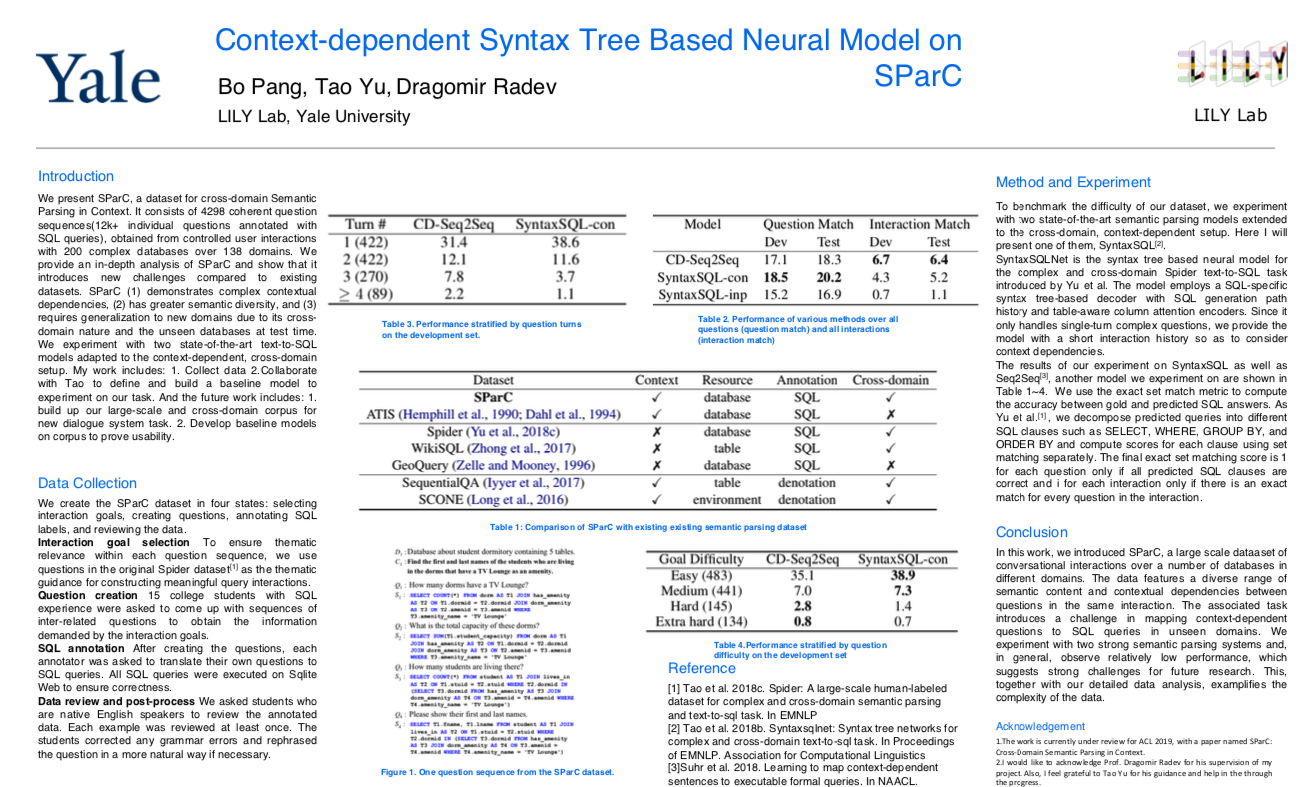 Yale
Context-dependent Syntax Tree Based Neural Model on
SParC
Bo Pang, Tao Yu, Dragomir Radev
LILY Lab, Yale University
LILY
LILY Lab
Introduction
We present SParC, a dataset for cross-domain Semantic
Parsing in Context. It consists of 4298 coherent question
sequences(12k+ individual questions annotated with
SQL queries), obtained from controlled user interactions
with 200 complex databases over 138 domains. We
provide an in-depth analysis of SParC and show that it
introduces new challenges compared to existing
datasets. SParC (1) demonstrates complex contextual
dependencies, (2) has greater semantic diversity, and (3)
requires generalization to new domains due to its cross-
domain nature and the unseen databases at test time.
We experiment with two state-of-the-art text-to-SQL
models adapted to the context-dependent, cross-domain
setup. My work includes: 1. Collect data 2.Collaborate
with Tao to define and build a baseline model to
experiment on our task. And the future work includes: 1.
build up our large-scale and cross-domain corpus for
new dialogue system task. 2. Develop baseline models
on corpus to prove usability.
Data Collection
We create the SParC dataset in four states: selecting
interaction goals, creating questions, annotating SQL
labels, and reviewing the data.
Interaction goal selection To ensure thematic
relevance within each question sequence, we use
questions in the original Spider dataset[1] as the thematic
guidance for constructing meaningful query interactions.
Question creation 15 college students with SQL
experience were asked to come up with sequences of
inter-related questions to obtain the information
demanded by the interaction goals.
SQL annotation After creating the questions, each
annotator was asked to translate their own questions to
SQL queries. All SQL queries were executed on Sqlite
Web to ensure correctness.
Data review and post-process We asked students who
are native English speakers to review the annotated
data. Each example was reviewed at least once. The
students corrected any grammar errors and rephrased
the question in a more natural way if necessary.
Turn # CD-Seq2Seq SyntaxSQL-con
1 (422) 31.4 38.6
2 (422) 12.1 11.6
3 (270) 7.8 3.7
≥ 4 (89) 2.2 1.1
Table 3. Performance stratified by question turns
on the development set.
Model Question Match Interaction Match
Dev Test Dev Test
CD-Seq2Seq 17.1 18.3 6.7 6.4
SyntaxSQL-con 18.5 20.2 4.3 5.2
SyntaxSQL-inp 15.2 16.9 0.7 1.1
Table 2. Performance of various methods over all
questions (question match) and all interactions
(interaction match)
Dataset Context Resource Annotation Cross-domain
SParC ✓ database SQL ✓
ATIS (Hemphill et al., 1990; Dahl et al., 1994) ✓ database SQL ✗
Spider (Yu et al., 2018c) ✗ database SQL ✓
WikiSQL (Zhong et al., 2017) ✗ table SQL ✓
GeoQuery (Zelle and Mooney, 1996) ✗ database SQL ✗
SequentialQA (Iyyer et al., 2017) ✓ table denotation ✓
SCONE (Long et al., 2016) ✓ environment denotation ✓
Table 1: Comparison of SParC with existing existing semantic parsing dataset
D1 : Database about student dormitory containing 5 tables.
C1 : Find the first and last names of the students who are living
in the dorms that have a TV Lounge as an amenity.
Q1 : How many dorms have a TV Lounge?
S1 : SELECT COUNT(*) FROM dorm AS T1 JOIN has_amenity
AS T2 ON T1.dormid = T2.dormid JOIN dorm_amenity
AS T3 ON T2.amenid = T3.amenid WHERE
T3.amenity_name = 'TV Lounge'
Q2 : What is the total capacity of these dorms?
S2 : SELECT SUM(T1.student_capacity) FROM dorm AS T1
JOIN has_amenity AS T2 ON T1.dormid = T2.dormid
JOIN dorm_amenity AS T3 ON T2.amenid = T3.amenid
WHERE T3.amenity_name = 'TV Lounge'
Q3 : How many students are living there?
S3 : SELECT COUNT(*) FROM student AS T1 JOIN lives_in
AS T2 ON T1.stuid = T2.stuid WHERE T2.dormid IN
(SELECT T3.dormid FROM has_amenity AS T3 JOIN
dorm_amenity AS T4 ON T3.amenid = T4.amenid WHERE
T4.amenity_name = 'TV Lounge')
Q4 : Please show their first and last names.
S4 : SELECT T1.fname, T1.lname FROM student AS T1 JOIN
lives_in AS T2 ON T1.stuid = T2.stuid WHERE
T2.dormid IN (SELECT T3.dormid FROM has_amenity
AS T3 JOIN dorm_amenity AS T4 ON T3.amenid =
T4.amenid WHERE T4.amenity_name = 'TV Lounge')
Figure 1. One question sequence from the SParC dataset.
Goal Difficulty CD-Seq2Seq SyntaxSQL-con
Easy (483) 35.1 38.9
Medium (441) 7.0 7.3
Hard (145) 2.8 1.4
Extra hard (134) 0.8 0.7
Table 4.Performance stratified by question
difficulty on the development set
Reference
[1] Tao et al. 2018c. Spider: A large-scale human-labeled
dataset for complex and cross-domain semantic parsing
and text-to-sql task. In EMNLP
[2] Tao et al. 2018b. Syntaxsqlnet: Syntax tree networks for
complex and cross-domain text-to-sql task. In Proceedings
of EMNLP. Association for Computational Linguistics
[3]Suhr et al. 2018. Learning to map context-dependent
sentences to executable formal queries. In NAACL.
Method and Experiment
To benchmark the difficulty of our dataset, we experiment
with two state-of-the-art semantic parsing models extended
to the cross-domain, context-dependent setup. Here I will
present one of them, SyntaxSQL[2].
SyntaxSQLNet is the syntax tree based neural model for
the complex and cross-domain Spider text-to-SQL task
introduced by Yu et al. The model employs a SQL-specific
syntax tree-based decoder with SQL generation path
history and table-aware column attention encoders. Since it
only handles single-turn complex questions, we provide the
model with a short interaction history so as to consider
context dependencies.
The results of our experiment on SyntaxSQL as well as
Seq2Seq[3], another model we experiment on are shown in
Table 1~4. We use the exact set match metric to compute
the accuracy between gold and predicted SQL answers. As
Yu et al.[1], we decompose predicted queries into different
SQL clauses such as SELECT, WHERE, GROUP BY, and
ORDER BY and compute scores for each clause using set
matching separately. The final exact set matching score is 1
for each question only if all predicted SQL clauses are
correct and i for each interaction only if there is an exact
match for every question in the interaction.
Conclusion
In this work, we introduced SParC, a large scale dataaset of
conversational interactions over a number of databases in
different domains. The data features a diverse range of
semantic content and contextual dependencies between
questions in the same interaction. The associated task
introduces a challenge in mapping context-dependent
questions to SQL queries in unseen domains. We
experiment with two strong semantic parsing systems and,
in general, observe relatively low performance, which
suggests strong challenges for future research. This,
together with our detailed data analysis, examplifies the
complexity of the data.
Acknowledgement
1.The work is currently under review for ACL 2019, with a paper named SParC:
Cross-Domain Semantic Parsing in Context.
2.I would like to acknowledge Prof. Dragomir Radev for his supervision of my
project. Also, I feel grateful to Tao Yu for his guidance and help in the through
the prcgress.